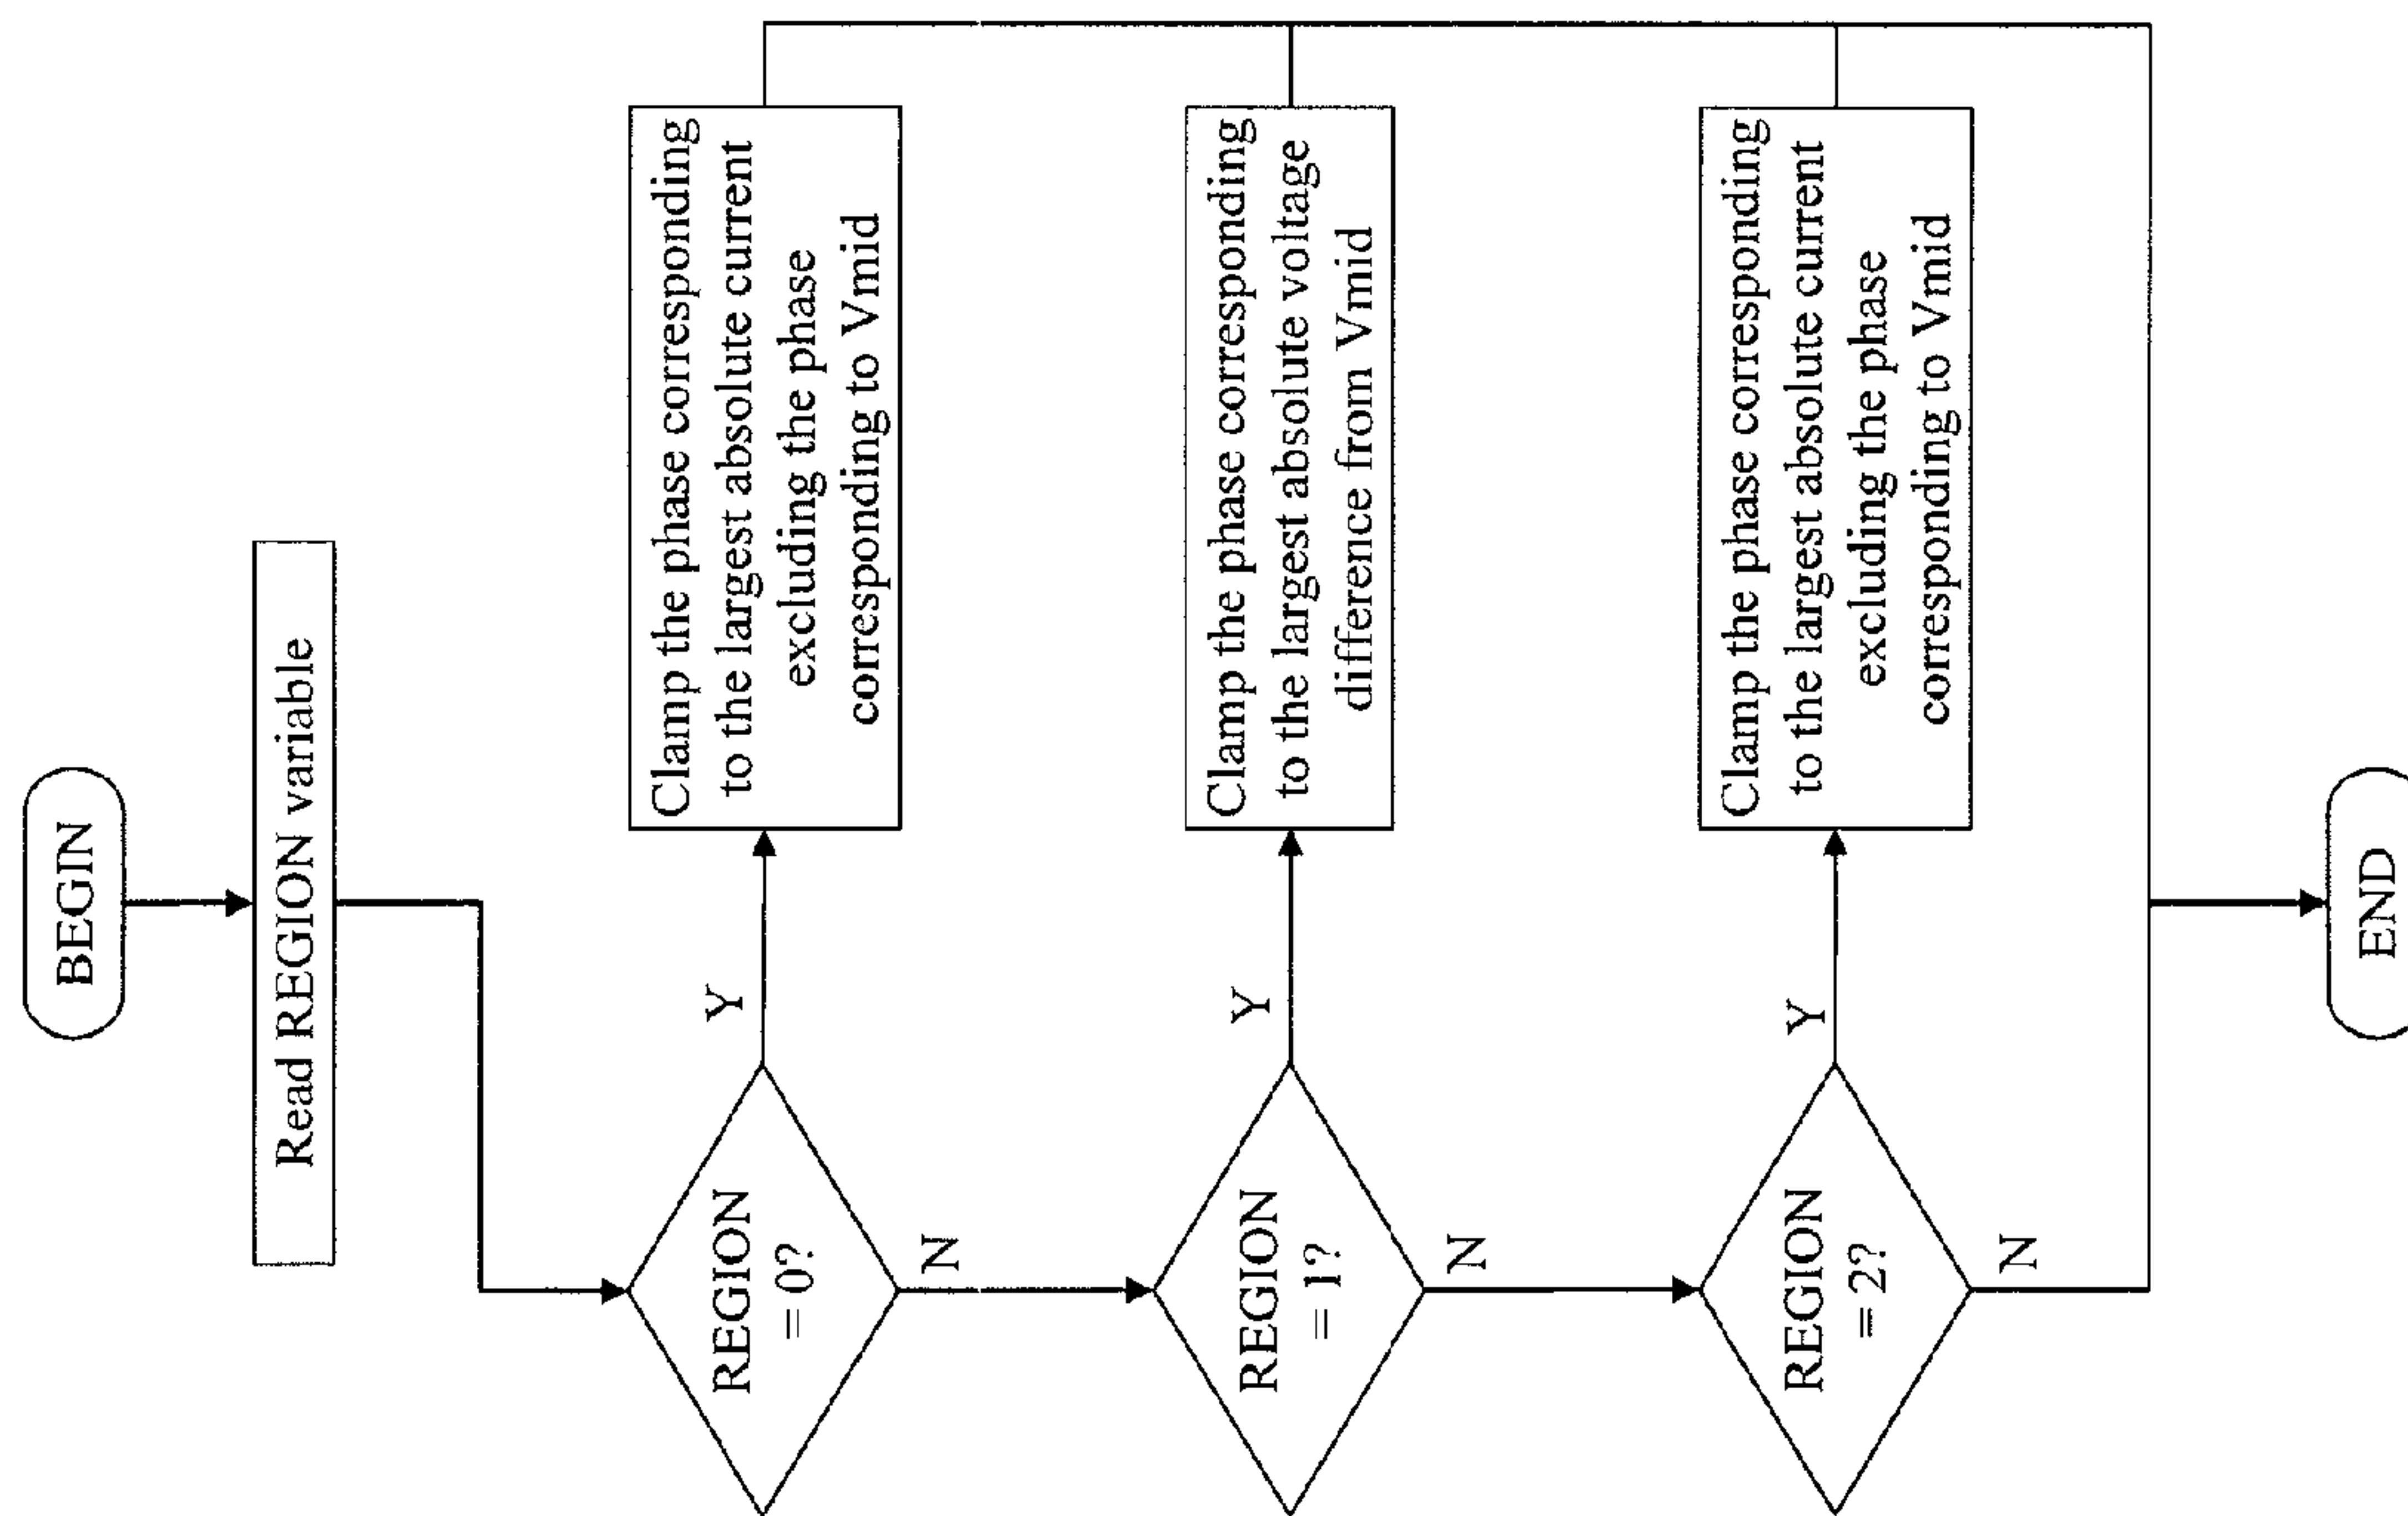 BEGIN
Read REGION variable
REGION
= 0?
Y
Clamp the phase corresponding
to the largest absolute current
excluding the phase
corresponding to Vmid
N
REGION
= 1?
Y
Clamp the phase corresponding
to the largest absolute voltage
difference from Vmid
N
REGION
= 2?
Y
Clamp the phase corresponding
to the largest absolute current
excluding the phase
corresponding to Vmid
N
END